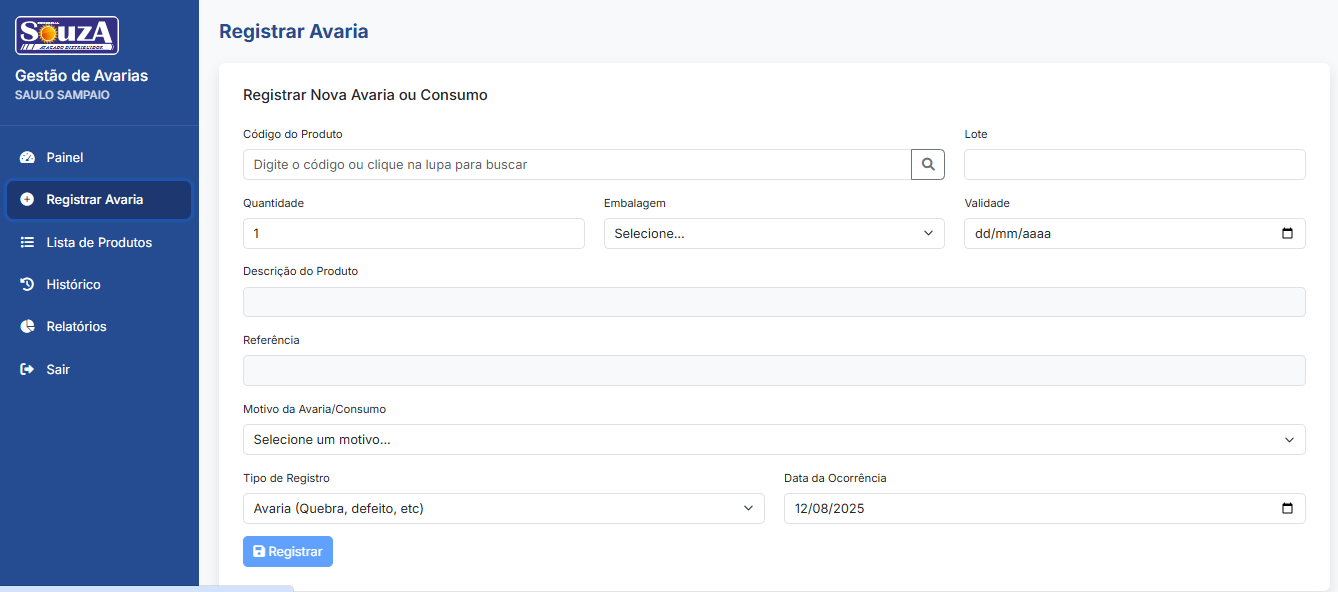 SouzA
ATACADO DISTRIBUIDOR
Gestão de Avarias
SAULO SAMPAIO
Painel
Registrar Avaria
Lista de Produtos
Histórico
Relatórios
Sair
Registrar Avaria
Registrar Nova Avaria ou Consumo
Código do Produto
Lote
Digite o código ou clique na lupa para buscar
Quantidade
Embalagem
Validade
1
Selecione...
dd/mm/aaaa
Descrição do Produto
Referência
Motivo da Avaria/Consumo
Selecione um motivo...
Tipo de Registro
Data da Ocorrência
Avaria (Quebra, defeito, etc)
12/08/2025
Registrar